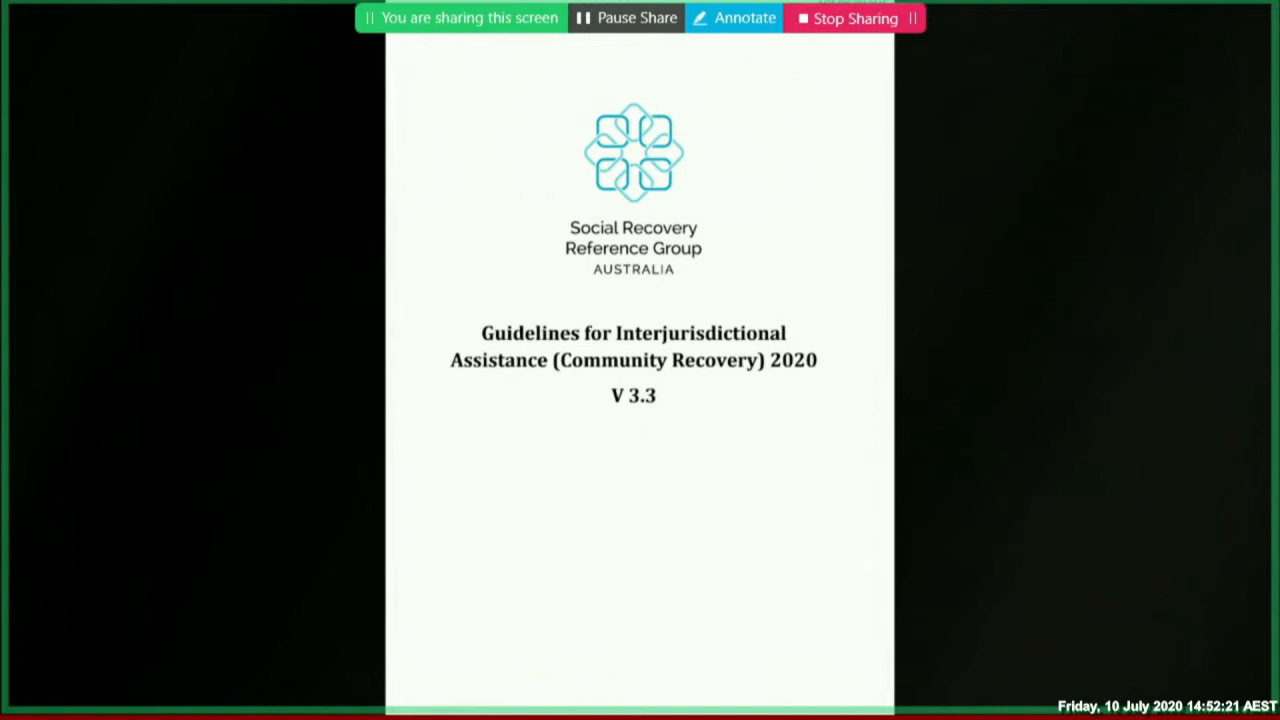 You are sharing this screen
Pause Share
Annotate
Stop Sharing
Social Recovery
Reference Group
AUSTRALIA
Guidelines for Interjurisdictional
Assistance (Community Recovery) 2020
V 3.3
Friday, 10 July 2020 14:52:21 AEST